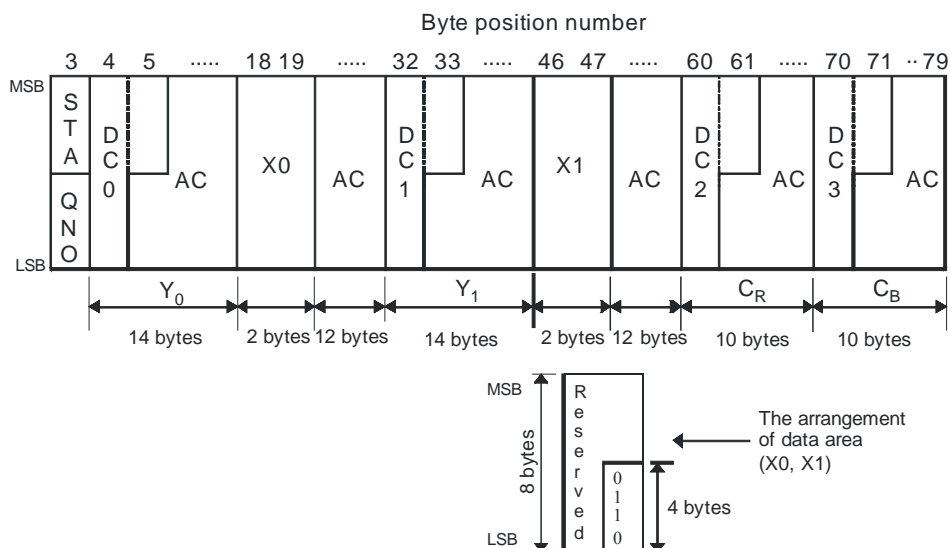 Byte position number
3 4 5 ..... 18 19 ..... 32 33 ..... 46 47 ..... 60 61 ..... 70 71 .. 79
MSB
STA
QNO
DC0
AC
X0
AC
DC1
AC
X1
AC
DC2
AC
DC3
AC
LSB
Y0
Y1
CR
CB
14 bytes
2 bytes
12 bytes
14 bytes
2 bytes
12 bytes
10 bytes
10 bytes
MSB
Reserved
0110
LSB
8 bytes
4 bytes
The arrangement
of data area
(X0, X1)